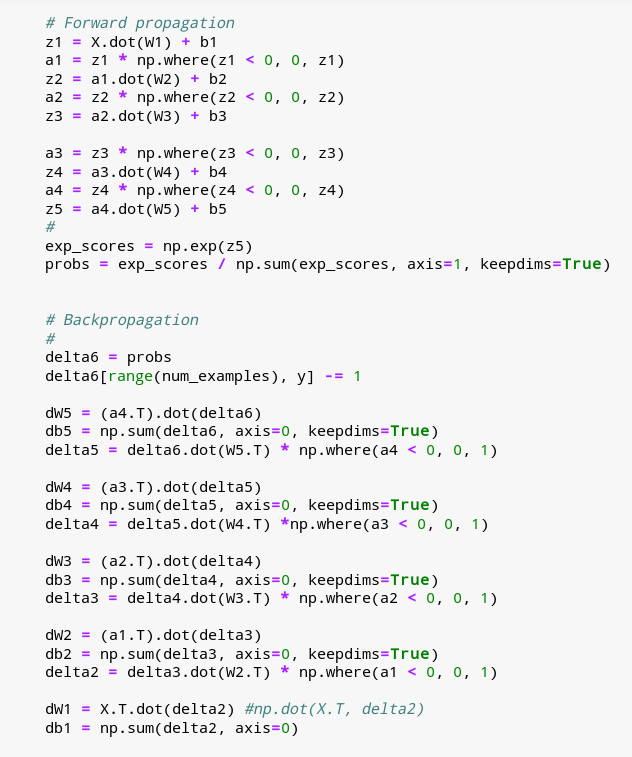 # Forward propagation
z1 = X.dot(W1) + b1
a1 = z1 * np.where(z1 < 0, 0, z1)
z2 = a1.dot(W2) + b2
a2 = z2 * np.where(z2 < 0, 0, z2)
z3 = a2.dot(W3) + b3

a3 = z3 * np.where(z3 < 0, 0, z3)
z4 = a3.dot(W4) + b4
a4 = z4 * np.where(z4 < 0, 0, z4)
z5 = a4.dot(W5) + b5
#
exp_scores = np.exp(z5)
probs = exp_scores / np.sum(exp_scores, axis=1, keepdims=True)

# Backpropagation
#
delta6 = probs
delta6[range(num_examples), y] -= 1

dW5 = (a4.T).dot(delta6)
db5 = np.sum(delta6, axis=0, keepdims=True)
delta5 = delta6.dot(W5.T) * np.where(a4 < 0, 0, 1)

dW4 = (a3.T).dot(delta5)
db4 = np.sum(delta5, axis=0, keepdims=True)
delta4 = delta5.dot(W4.T) *np.where(a3 < 0, 0, 1)

dW3 = (a2.T).dot(delta4)
db3 = np.sum(delta4, axis=0, keepdims=True)
delta3 = delta4.dot(W3.T) * np.where(a2 < 0, 0, 1)

dW2 = (a1.T).dot(delta3)
db2 = np.sum(delta3, axis=0, keepdims=True)
delta2 = delta3.dot(W2.T) * np.where(a1 < 0, 0, 1)

dW1 = X.T.dot(delta2) #np.dot(X.T, delta2)
db1 = np.sum(delta2, axis=0)